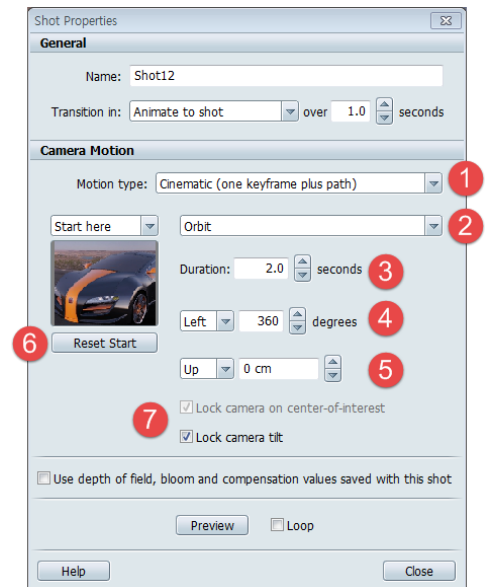 Shot Properties
General
Name: Shot12
Transition in: Animate to shot over 1.0 seconds
Camera Motion
Motion type: Cinematic (one keyframe plus path) 1
Start here Orbit 2
Duration: 2.0 seconds 3
Left 360 degrees 4
6 Reset Start
Up 0 cm 5
7 Lock camera on center-of-interest
Lock camera tilt
Use depth of field, bloom and compensation values saved with this shot
Preview Loop
Help Close